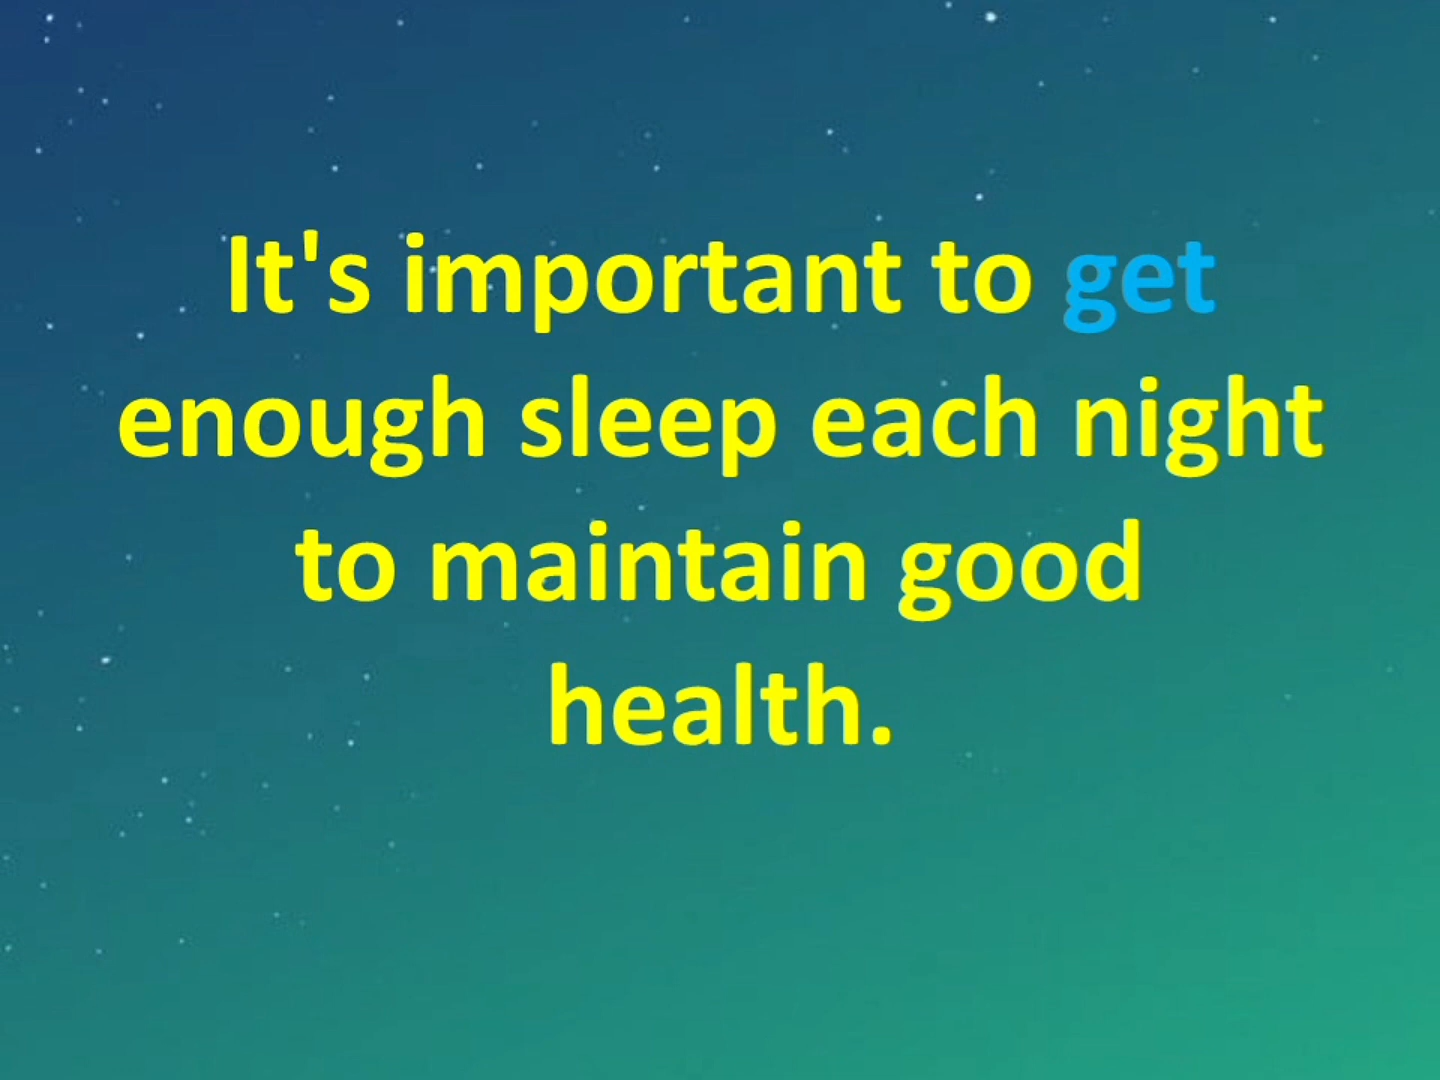 It's important to get
enough sleep each night
to maintain good
health.